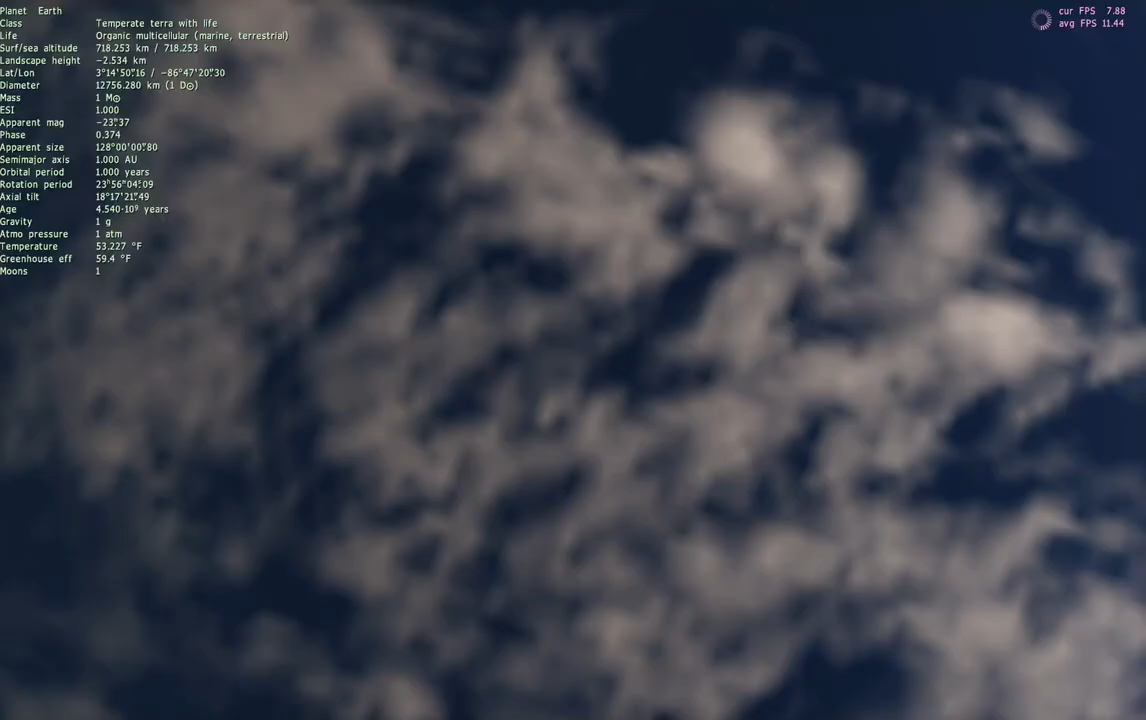 Planet Earth
Class Temperate terra with life
Life Organic multicellular (marine, terrestrial)
Surf/sea altitude 718.253 km / 718.253 km
Landscape height −2.534 km
Lat/Lon 3°14'50."16 / −86°47'20."30
Diameter 12756.280 km (1 D⊙)
Mass 1 M⊙
ESI 1.000
Apparent mag −23.ᵐ37
Phase 0.374
Apparent size 128°00'00."80
Semimajor axis 1.000 AU
Orbital period 1.000 years
Rotation period 23ʰ56ᵐ04.ˢ09
Axial tilt 18°17'21."49
Age 4.540·10⁹ years
Gravity 1 g
Atmo pressure 1 atm
Temperature 53.227 °F
Greenhouse eff 59.4 °F
Moons 1
cur FPS 7.88
avg FPS 11.44